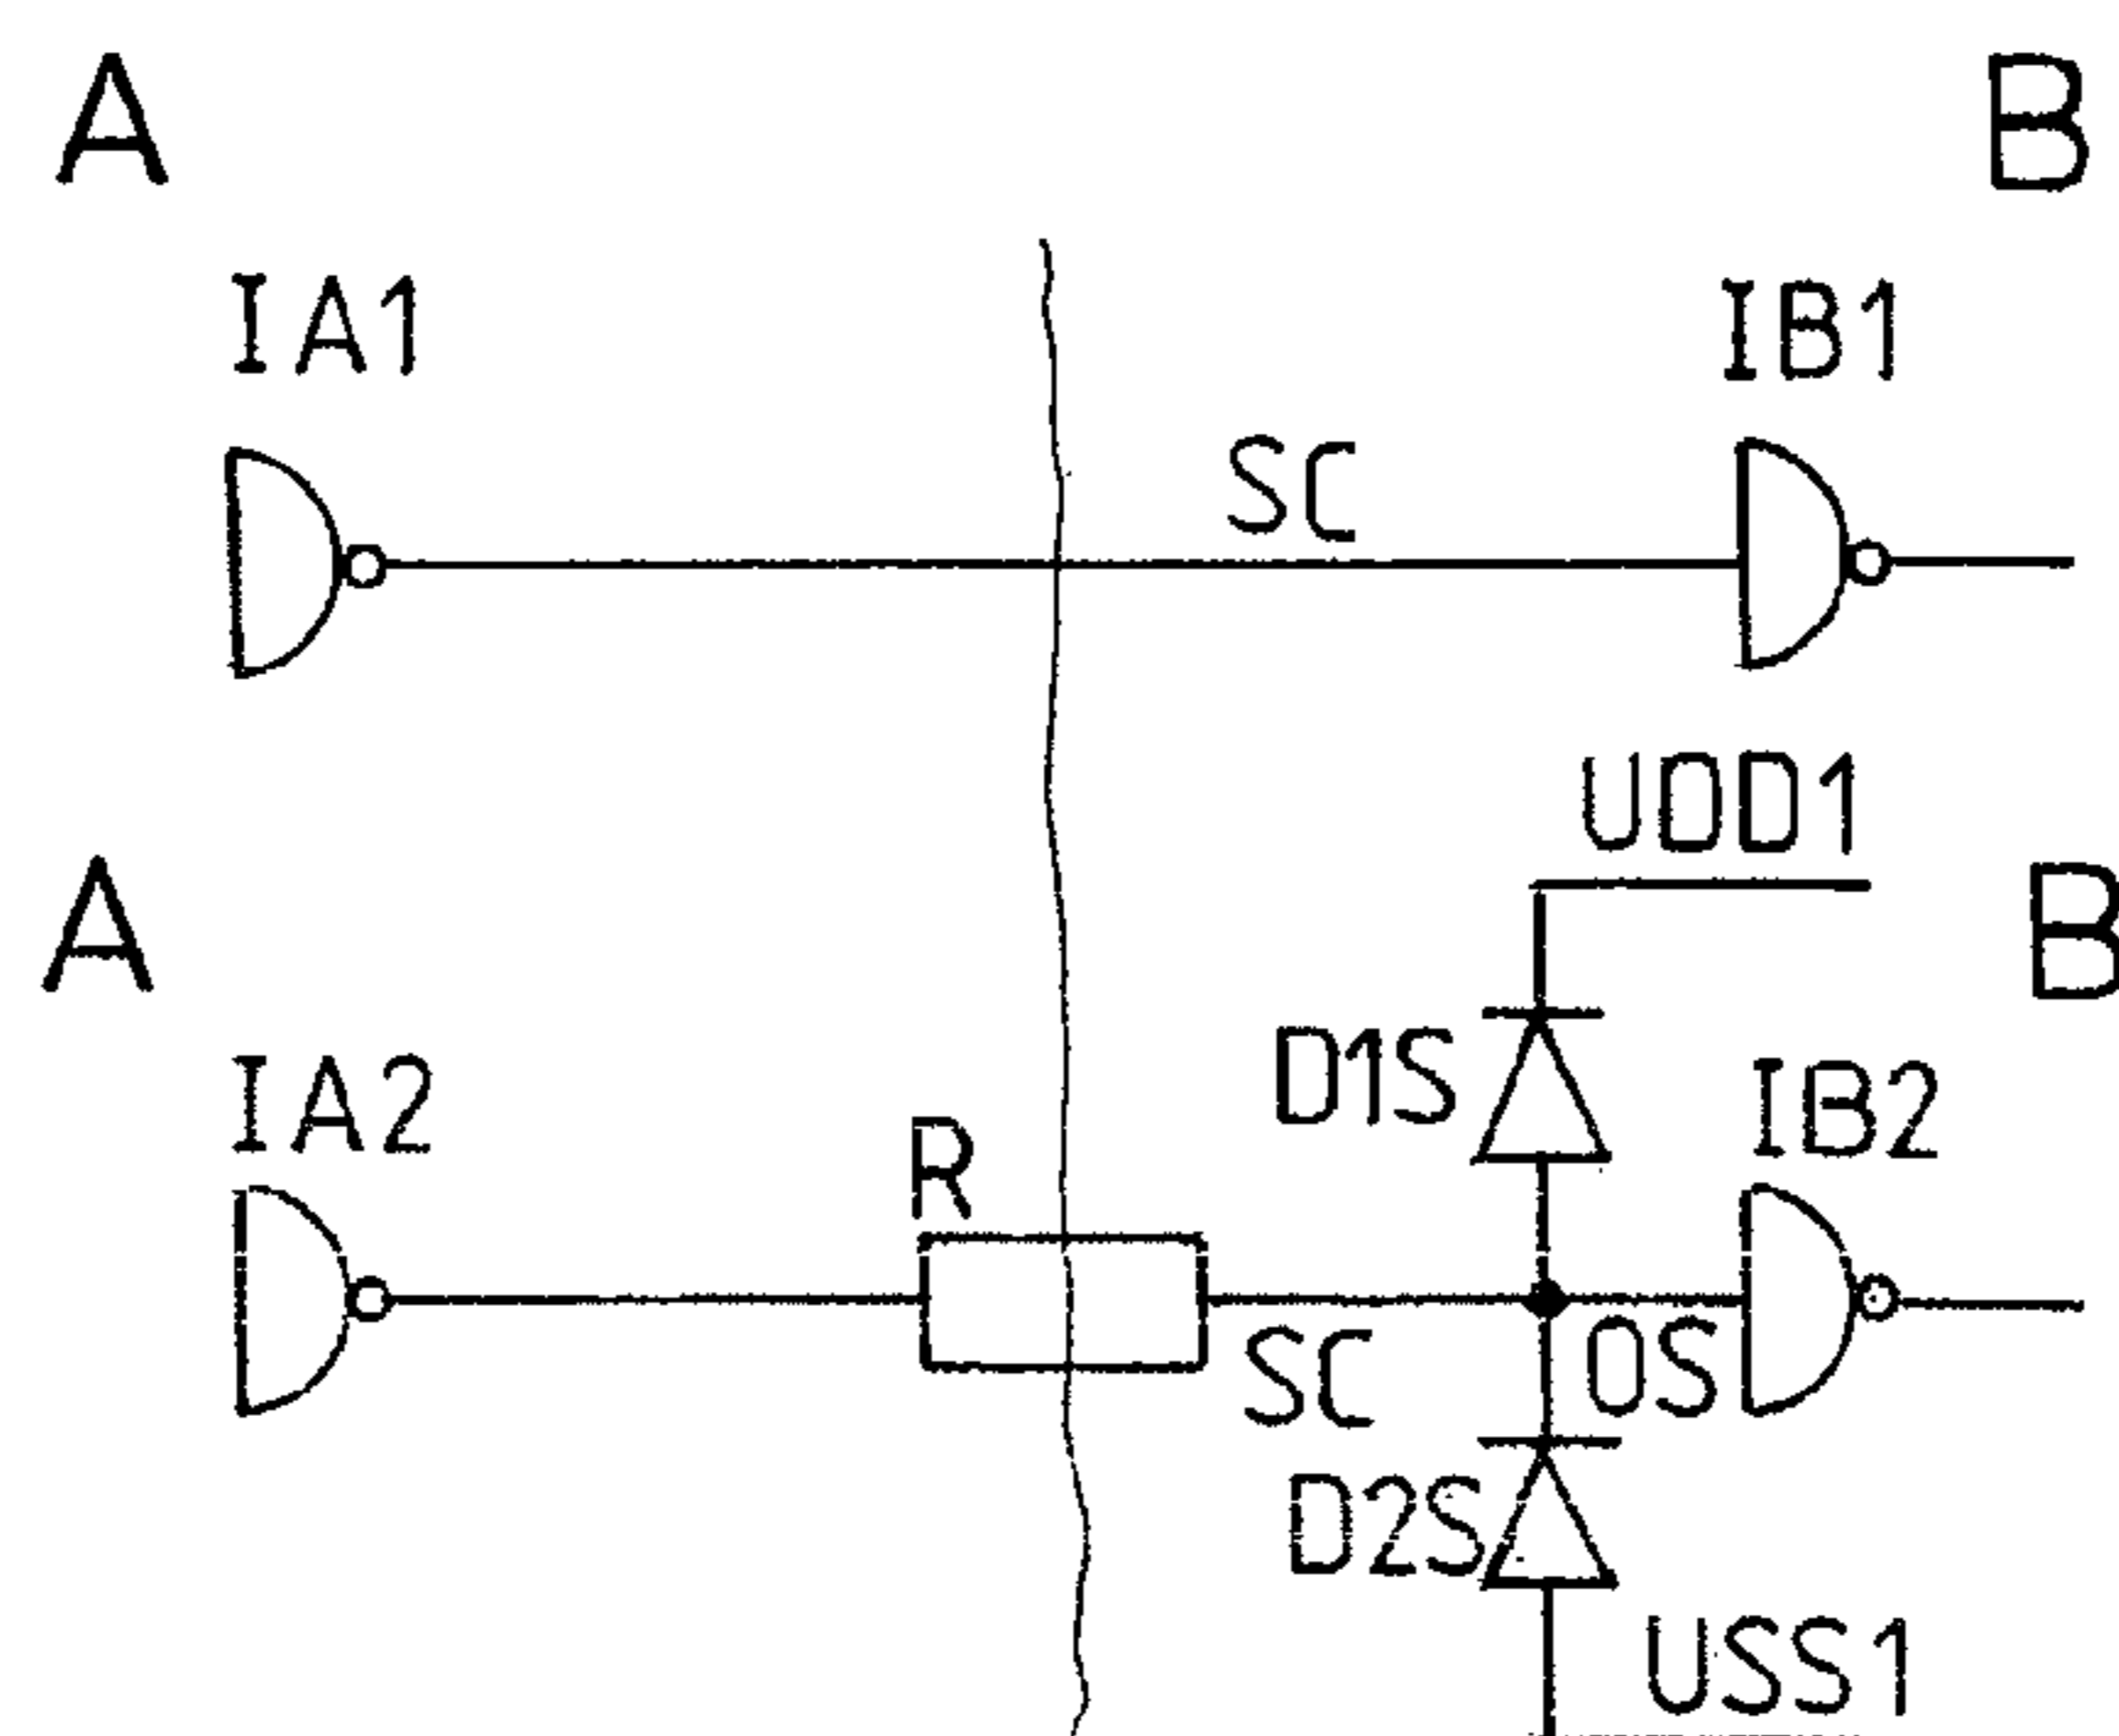 A B
IA1 IB1
SC
UDD1
A B
D1S
IA2 IB2
R
SC OS
D2S
USS1